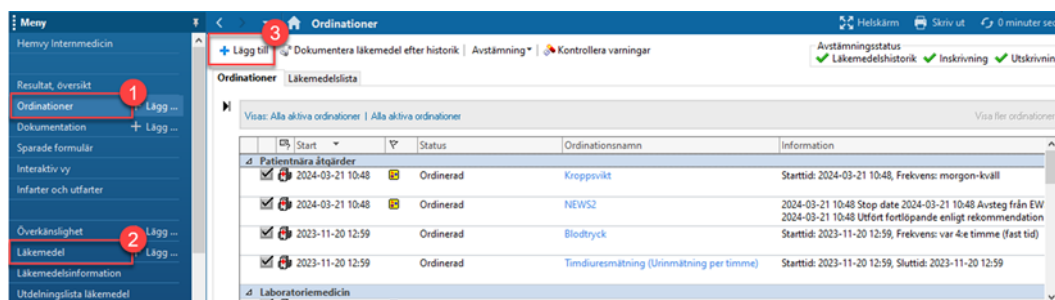 Meny
Ordinationer
Helskärm Skriv ut 0 minuter sed
Hemvy Internmedicin
Resultat, översikt
1
Ordinationer Lägg ...
Dokumentation + Lägg ...
Sparade formulär
Interaktiv vy
Infarter och utfarter
Överkänslighet Lägg ...
2
Läkemedel Lägg ...
Läkemedelsinformation
Utdelningslista läkemedel
3
+ Lägg till Dokumentera läkemedel efter historik | Avstämning | Kontrollera varningar
Avstämningsstatus
Läkemedelshistorik Inskrivning Utskrivnin
Ordinationer Läkemedelslista
Visas: Alla aktiva ordinationer | Alla aktiva ordinationer Visa fler ordinationer
Start Status Ordinationsnamn Information
Patientnära åtgärder
2024-03-21 10:48 Ordinerad Kroppsvikt Starttid: 2024-03-21 10:48, Frekvens: morgon-kväll
2024-03-21 10:48 Ordinerad NEWS2 2024-03-21 10:48 Stop date 2024-03-21 10:48 Avsteg från EW
2024-03-21 10:48 Utfört fortlöpande enligt rekommendation
2023-11-20 12:59 Ordinerad Blodtryck Starttid: 2023-11-20 12:59, Frekvens: var 4:e timme (fast tid)
2023-11-20 12:59 Ordinerad Timdiuresmätning (Urinmätning per timme) Starttid: 2023-11-20 12:59, Sluttid: 2023-11-20 12:59
Laboratoriemedicin